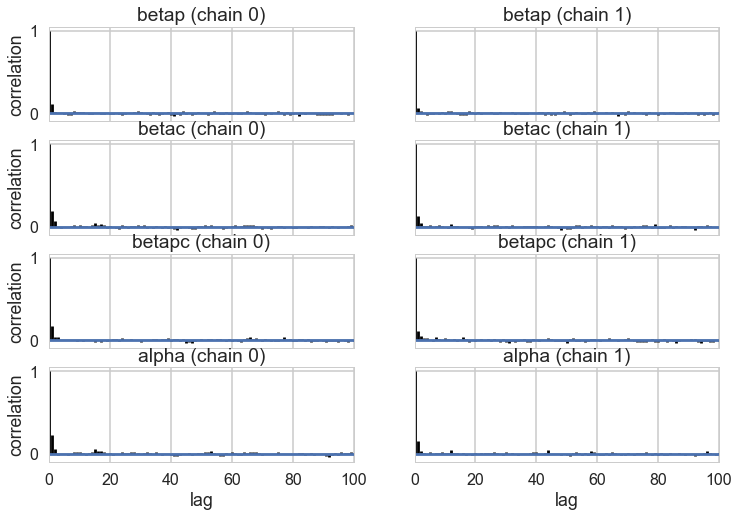 betap (chain 0)
betap (chain 1)
1
correlation
0
betac (chain 0)
betac (chain 1)
1
correlation
0
betapc (chain 0)
betapc (chain 1)
1
correlation
0
alpha (chain 0)
alpha (chain 1)
1
correlation
0
0 20 40 60 80 100
0 20 40 60 80 100
lag
lag